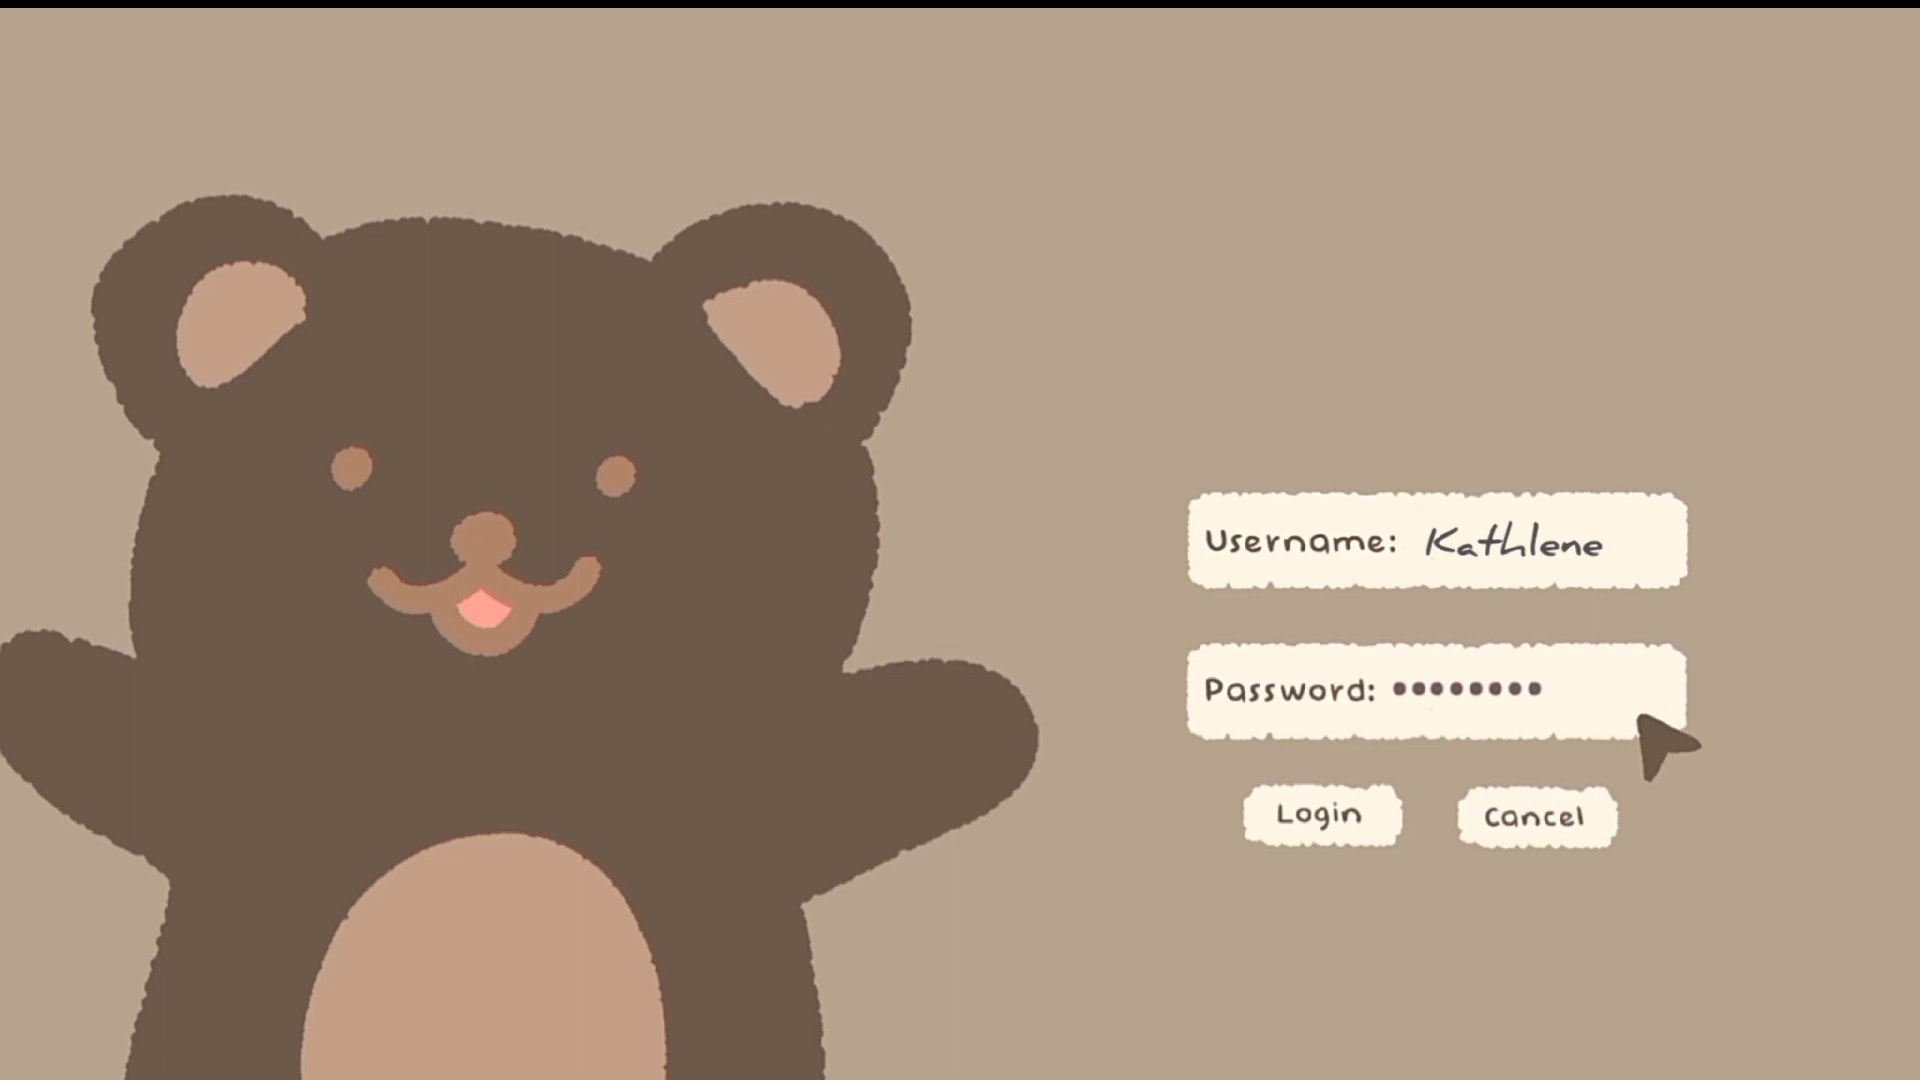 Username: Kathlene
Password: ••••••••
Login Cancel